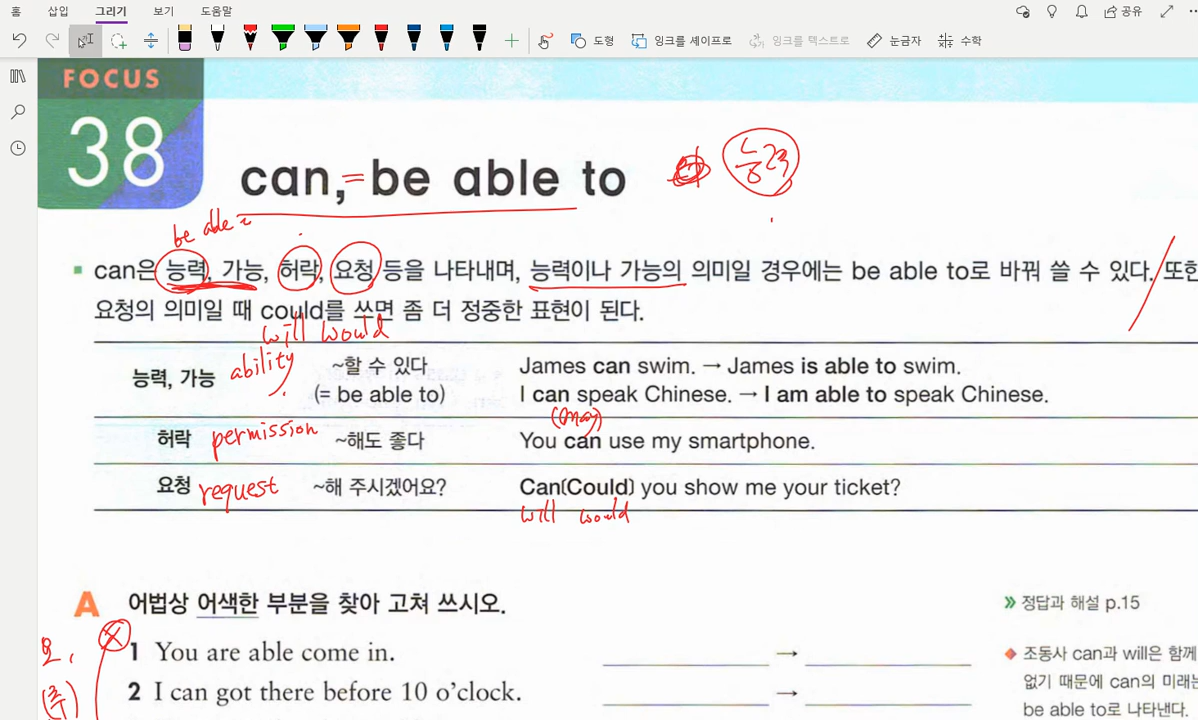 홈 삽입 그리기 보기 도움말 공유
도형 잉크를 셰이프로 잉크를 텍스트로 눈금자 수학
FOCUS
38
can, = be able to 능력
be able =
can은 능력, 가능, 허락, 요청 등을 나타내며, 능력이나 가능의 의미일 경우에는 be able to로 바꿔 쓸 수 있다. 또한
요청의 의미일 때 could를 쓰면 좀 더 정중한 표현이 된다.
will would
능력, 가능 ability ~할 수 있다 James can swim. → James is able to swim.
(= be able to) I can speak Chinese. → I am able to speak Chinese.
(may)
허락 permission ~해도 좋다 You can use my smartphone.
요청 request ~해 주시겠어요? Can(Could) you show me your ticket?
will would
A 어법상 어색한 부분을 찾아 고쳐 쓰시오.
» 정답과 해설 p.15
1 You are able come in. →
조동사 can과 will은 함께
2 I can got there before 10 o'clock. →
없기 때문에 can의 미래는
be able to로 나타낸다.